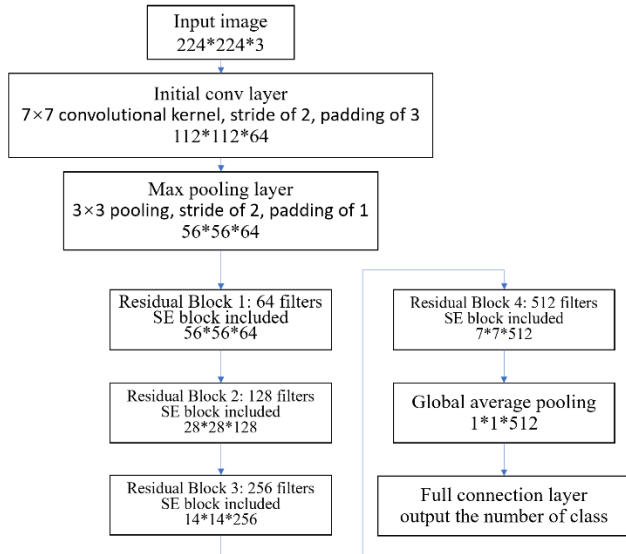 Input image
224*224*3
Initial conv layer
7×7 convolutional kernel, stride of 2, padding of 3
112*112*64
Max pooling layer
3×3 pooling, stride of 2, padding of 1
56*56*64
Residual Block 1: 64 filters
SE block included
56*56*64
Residual Block 2: 128 filters
SE block included
28*28*128
Residual Block 3: 256 filters
SE block included
14*14*256
Residual Block 4: 512 filters
SE block included
7*7*512
Global average pooling
1*1*512
Full connection layer
output the number of class